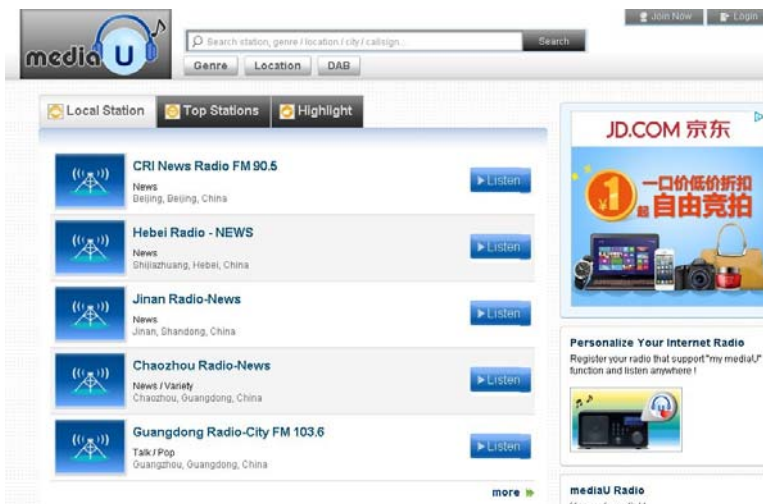 Join Now
Login
media U
Search station, genre / location / city / callsign...
Search
Genre
Location
DAB
Local Station
Top Stations
Highlight
CRI News Radio FM 90.5
News
Beijing, Beijing, China
Listen
Hebei Radio - NEWS
News
Shijiazhuang, Hebei, China
Listen
Jinan Radio-News
News
Jinan, Shandong, China
Listen
Chaozhou Radio-News
News / Variety
Chaozhou, Guangdong, China
Listen
Guangdong Radio-City FM 103.6
Talk / Pop
Guangzhou, Guangdong, China
Listen
more
JD.COM 京东
¥1起
一口价低价折扣
自由竞拍
Personalize Your Internet Radio
Register your radio that support "my mediaU"
function and listen anywhere !
mediaU Radio